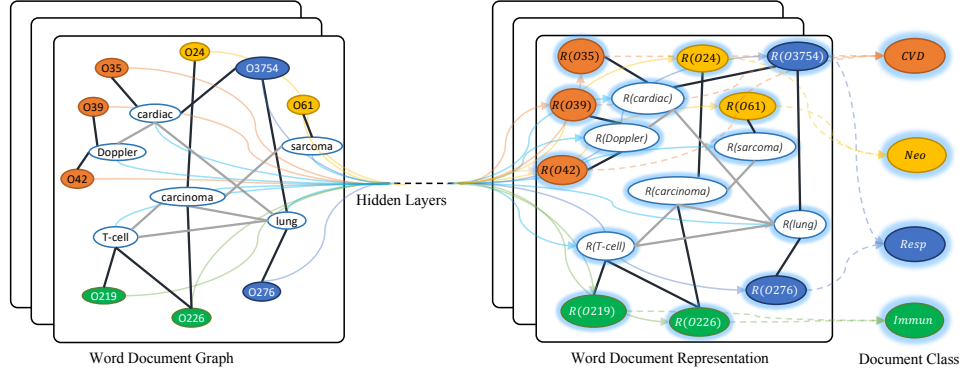 O24
O35
O3754
O39
O61
cardiac
Doppler
sarcoma
O42
carcinoma
lung
T-cell
O219
O276
O226
Word Document Graph
Hidden Layers
R(O35)
R(O24)
R(O3754)
R(cardiac)
R(O39)
R(O61)
R(Doppler)
R(sarcoma)
R(O42)
R(carcinoma)
R(lung)
R(T-cell)
R(O276)
R(O219)
R(O226)
Word Document Representation
CVD
Neo
Resp
Immun
Document Class